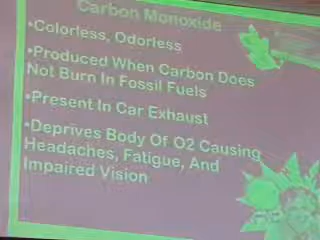 Carbon Monoxide
•Colorless, Odorless
•Produced When Carbon Does
Not Burn In Fossil Fuels
•Present In Car Exhaust
•Deprives Body Of O2 Causing
Headaches, Fatigue, And
Impaired Vision